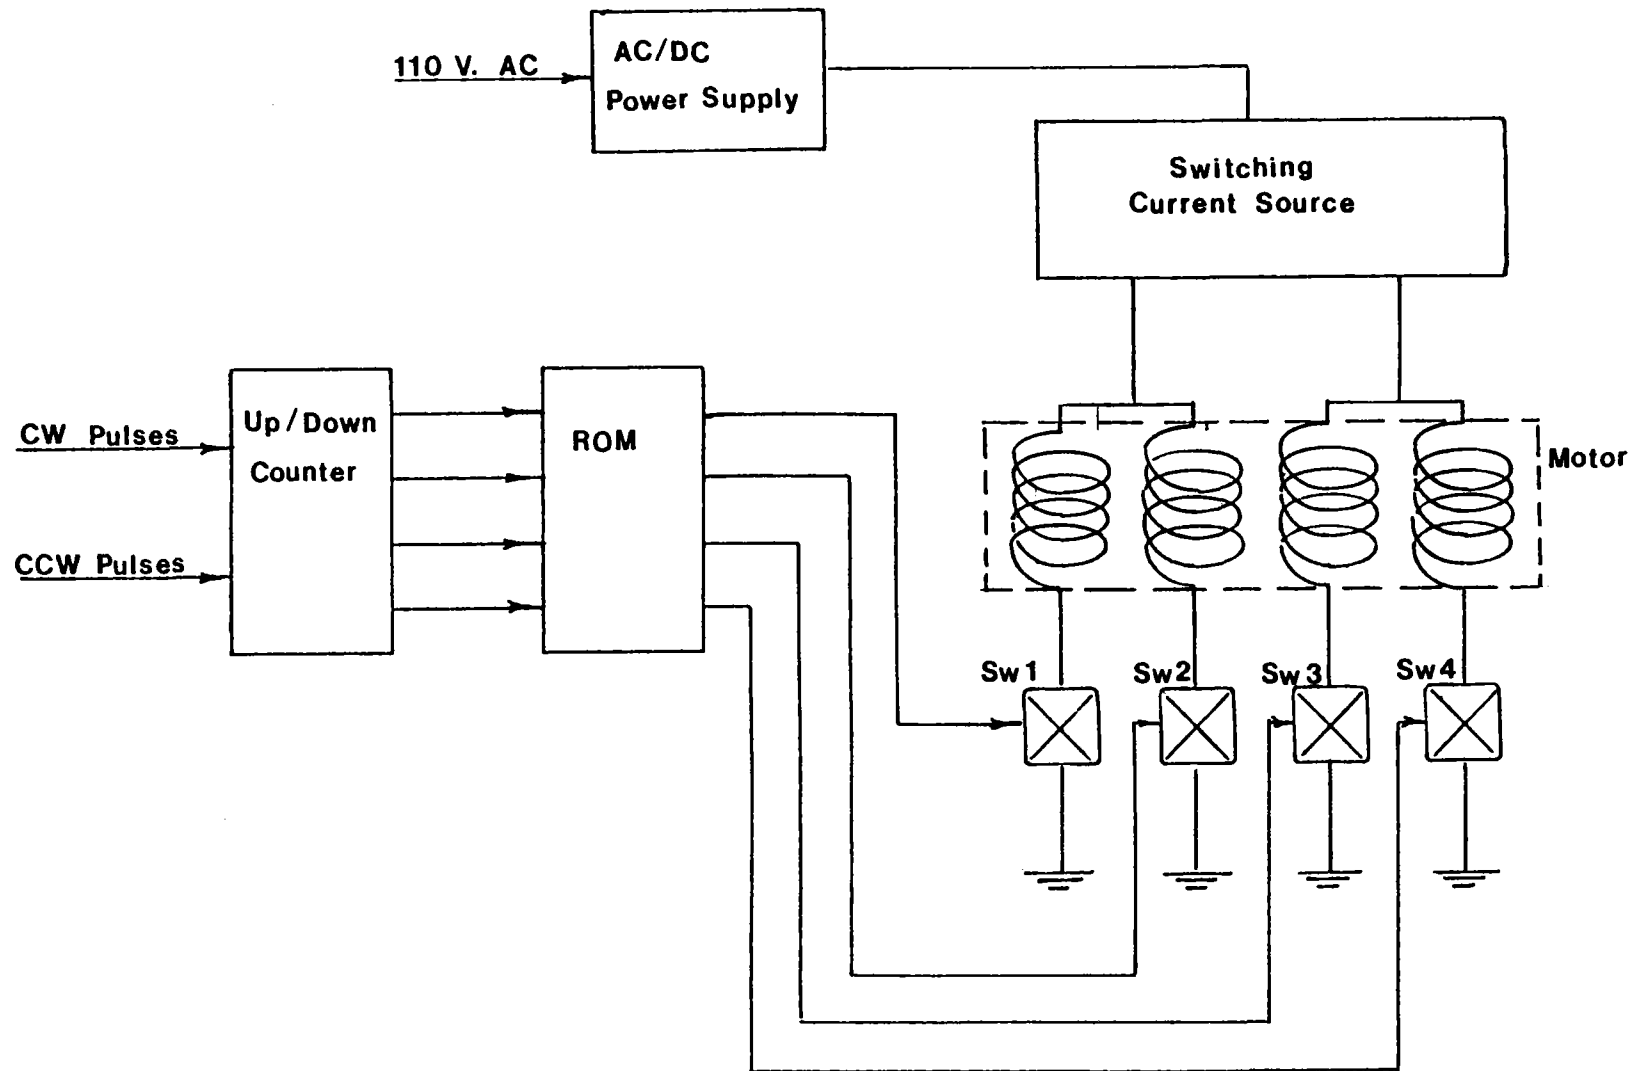 110 V. AC
AC/DC
Power Supply
Switching
Current Source
CW Pulses
CCW Pulses
Up/Down
Counter
ROM
Motor
Sw1
Sw2
Sw3
Sw4